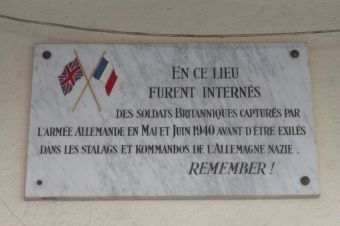 EN CE LIEU
FURENT INTERNÉS
DES SOLDATS BRITANNIQUES CAPTURÉS PAR
L'ARMÉE ALLEMANDE EN MAI ET JUIN 1940 AVANT D'ÊTRE EXILÉS
DANS LES STALAGS ET KOMMANDOS DE L'ALLEMAGNE NAZIE.
REMEMBER !